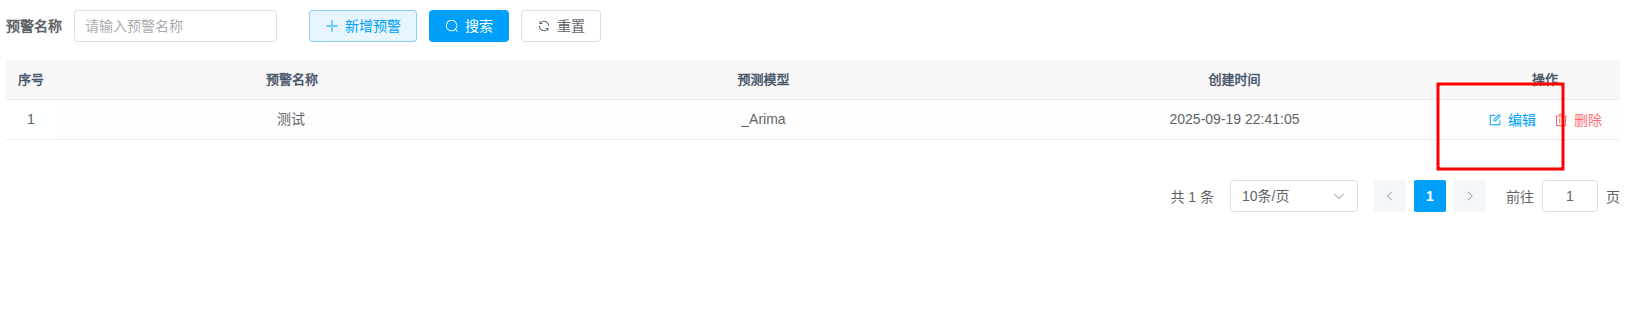 预警名称 请输入预警名称 新增预警 搜索 重置
序号 预警名称 预测模型 创建时间 操作
1 测试 _Arima 2025-09-19 22:41:05 编辑 删除
共 1 条 10条/页 1 前往 1 页